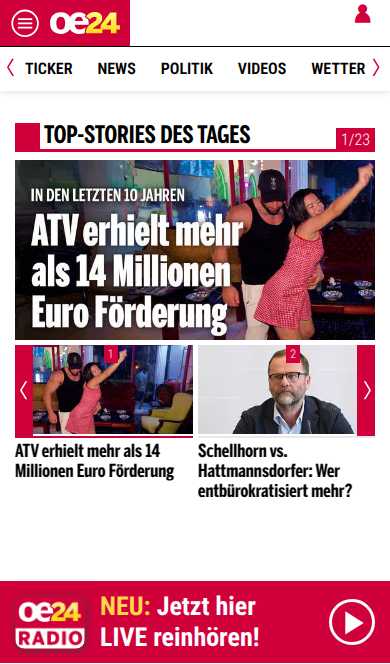 oe24
TICKER NEWS POLITIK VIDEOS WETTER
TOP-STORIES DES TAGES
1/23
IN DEN LETZTEN 10 JAHREN
ATV erhielt mehr
als 14 Millionen
Euro Förderung
1
2
ATV erhielt mehr als 14
Millionen Euro Förderung
Schellhorn vs.
Hattmannsdorfer: Wer
entbürokratisiert mehr?
oe24
RADIO
NEU: Jetzt hier
LIVE reinhören!